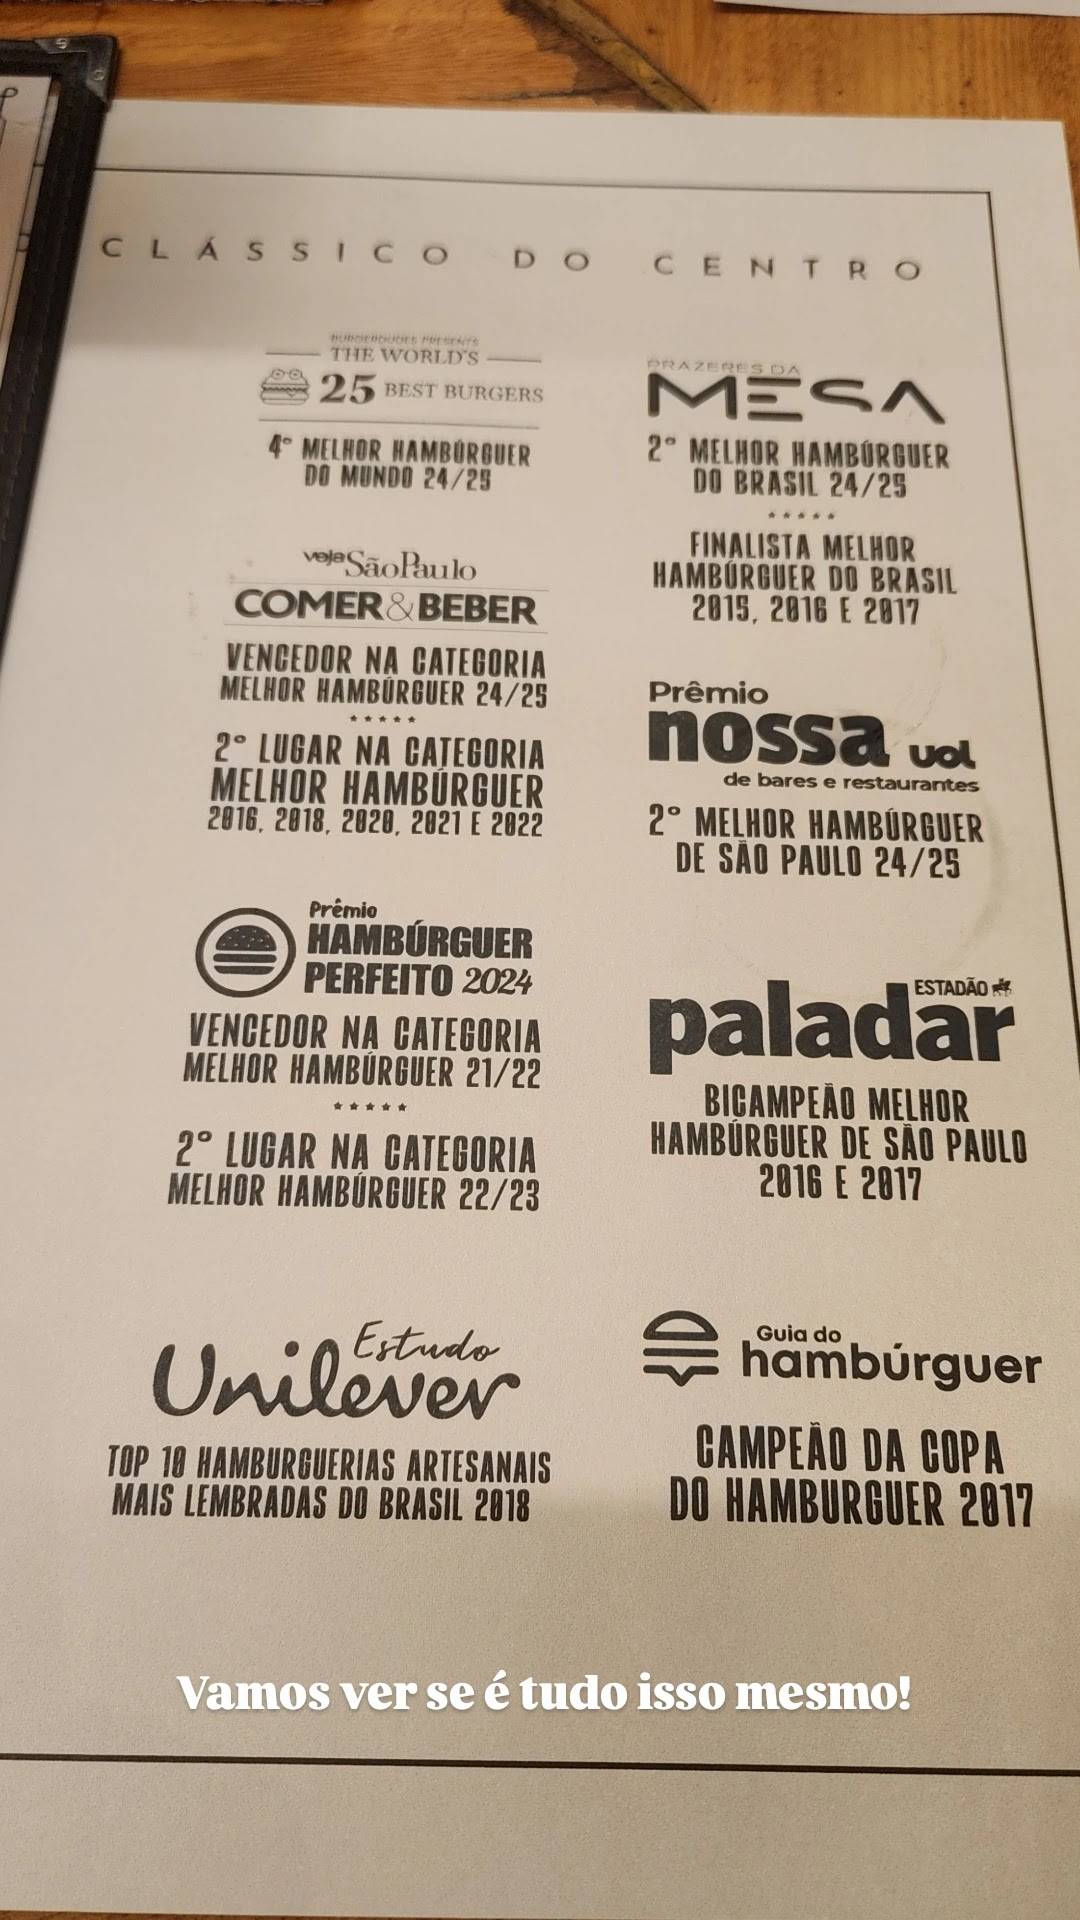 CLÁSSICO DO CENTRO
BURGERDUDES PRESENTS
THE WORLD'S
25 BEST BURGERS
4º MELHOR HAMBÚRGUER
DO MUNDO 24/25
veja São Paulo
COMER&BEBER
VENCEDOR NA CATEGORIA
MELHOR HAMBÚRGUER 24/25
*****
2º LUGAR NA CATEGORIA
MELHOR HAMBÚRGUER
2016, 2018, 2020, 2021 E 2022
Prêmio
HAMBÚRGUER
PERFEITO 2024
VENCEDOR NA CATEGORIA
MELHOR HAMBÚRGUER 21/22
*****
2º LUGAR NA CATEGORIA
MELHOR HAMBÚRGUER 22/23
Estudo
Unilever
TOP 10 HAMBURGUERIAS ARTESANAIS
MAIS LEMBRADAS DO BRASIL 2018
PRAZERES DA
MESA
2º MELHOR HAMBÚRGUER
DO BRASIL 24/25
*****
FINALISTA MELHOR
HAMBÚRGUER DO BRASIL
2015, 2016 E 2017
Prêmio
nossa uol
de bares e restaurantes
2º MELHOR HAMBÚRGUER
DE SÃO PAULO 24/25
ESTADÃO
paladar
BICAMPEÃO MELHOR
HAMBÚRGUER DE SÃO PAULO
2016 E 2017
Guia do
hambúrguer
CAMPEÃO DA COPA
DO HAMBURGUER 2017
Vamos ver se é tudo isso mesmo!